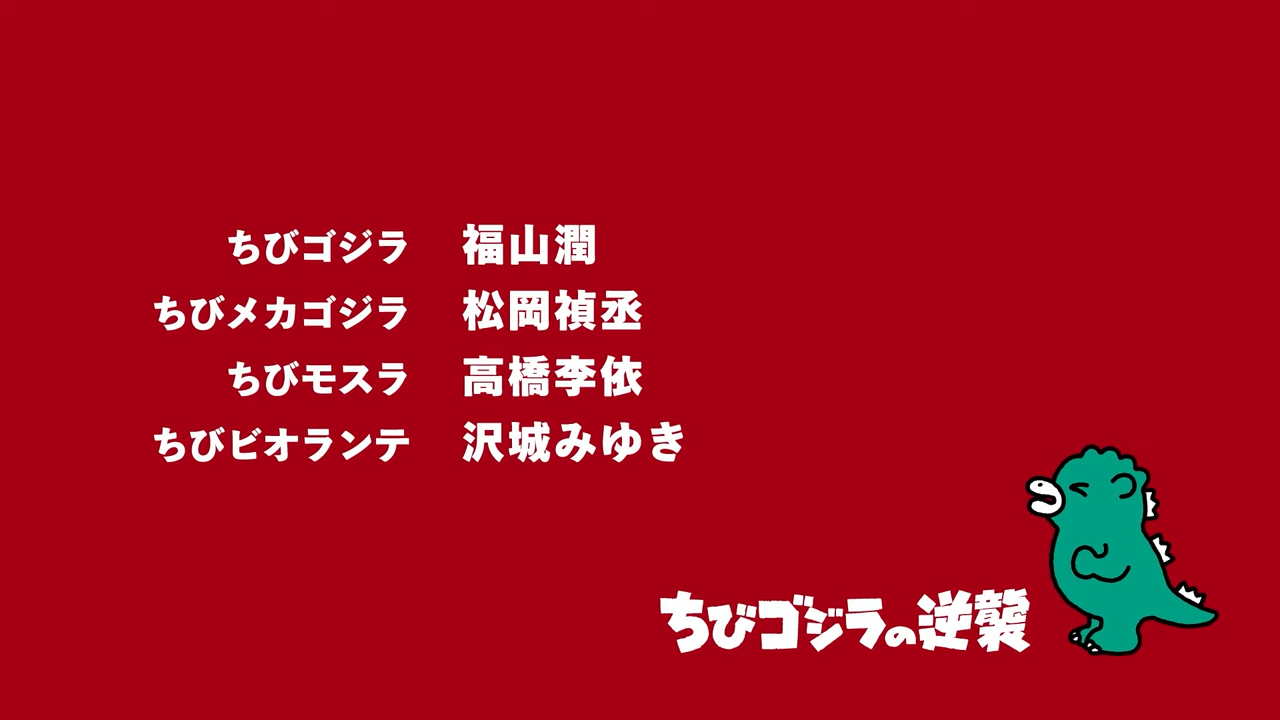 ちびゴジラ 福山潤
ちびメカゴジラ 松岡禎丞
ちびモスラ 高橋李依
ちびビオランテ 沢城みゆき
ちびゴジラの逆襲